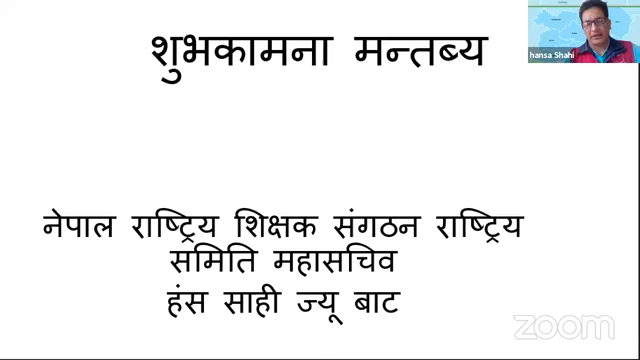 शुभकामना मन्तब्य
hansa Shahi
नेपाल राष्ट्रिय शिक्षक संगठन राष्ट्रिय
समिति महासचिव
हंस साही ज्यू बाट
zoom